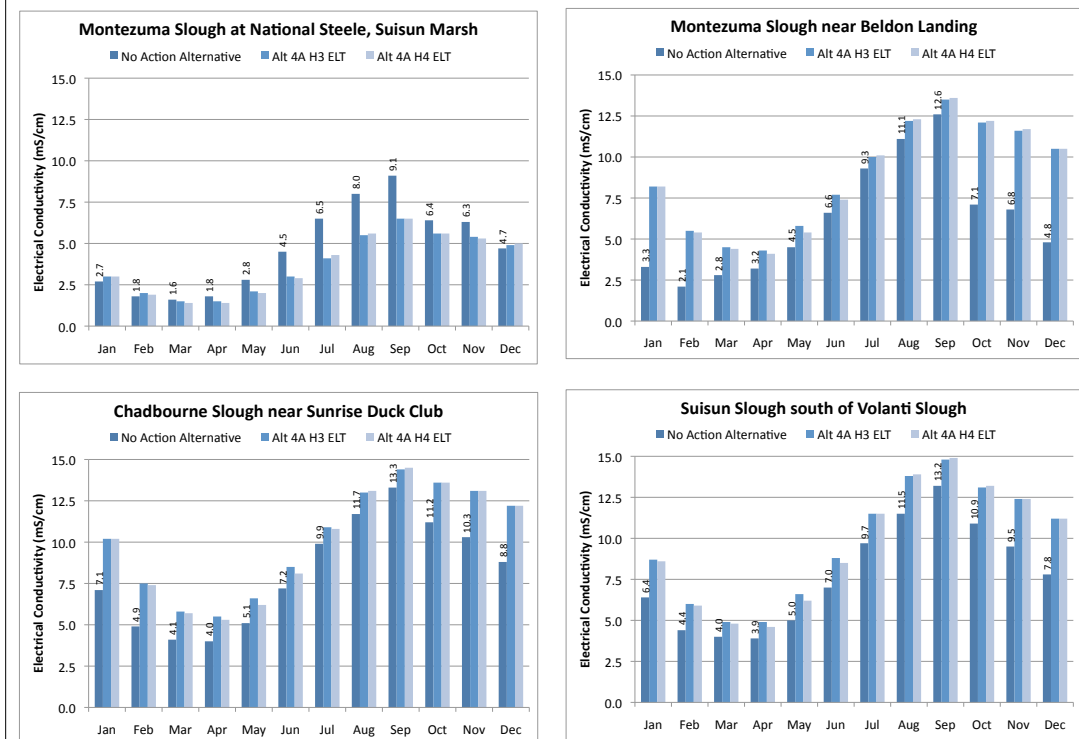 Montezuma Slough at National Steele, Suisun Marsh
No Action Alternative Alt 4A H3 ELT Alt 4A H4 ELT
Electrical Conductivity (mS/cm)
15.0
12.5
10.0
7.5
5.0
2.5
0.0
2.7 1.8 1.6 1.8 2.8 4.5 6.5 8.0 9.1 6.4 6.3 4.7
Jan Feb Mar Apr May Jun Jul Aug Sep Oct Nov Dec
Montezuma Slough near Beldon Landing
No Action Alternative Alt 4A H3 ELT Alt 4A H4 ELT
Electrical Conductivity (mS/cm)
15.0
12.5
10.0
7.5
5.0
2.5
0.0
3.3 2.1 2.8 3.2 4.5 6.6 9.3 11.1 12.6 7.1 6.8 4.8
Jan Feb Mar Apr May Jun Jul Aug Sep Oct Nov Dec
Chadbourne Slough near Sunrise Duck Club
No Action Alternative Alt 4A H3 ELT Alt 4A H4 ELT
Electrical Conductivity (mS/cm)
15.0
12.5
10.0
7.5
5.0
2.5
0.0
7.1 4.9 4.1 4.0 5.1 7.2 9.9 11.7 13.3 11.2 10.3 8.8
Jan Feb Mar Apr May Jun Jul Aug Sep Oct Nov Dec
Suisun Slough south of Volanti Slough
No Action Alternative Alt 4A H3 ELT Alt 4A H4 ELT
Electrical Conductivity (mS/cm)
15.0
12.5
10.0
7.5
5.0
2.5
0.0
6.4 4.4 4.0 3.9 5.0 7.0 9.7 11.5 13.2 10.9 9.5 7.8
Jan Feb Mar Apr May Jun Jul Aug Sep Oct Nov Dec